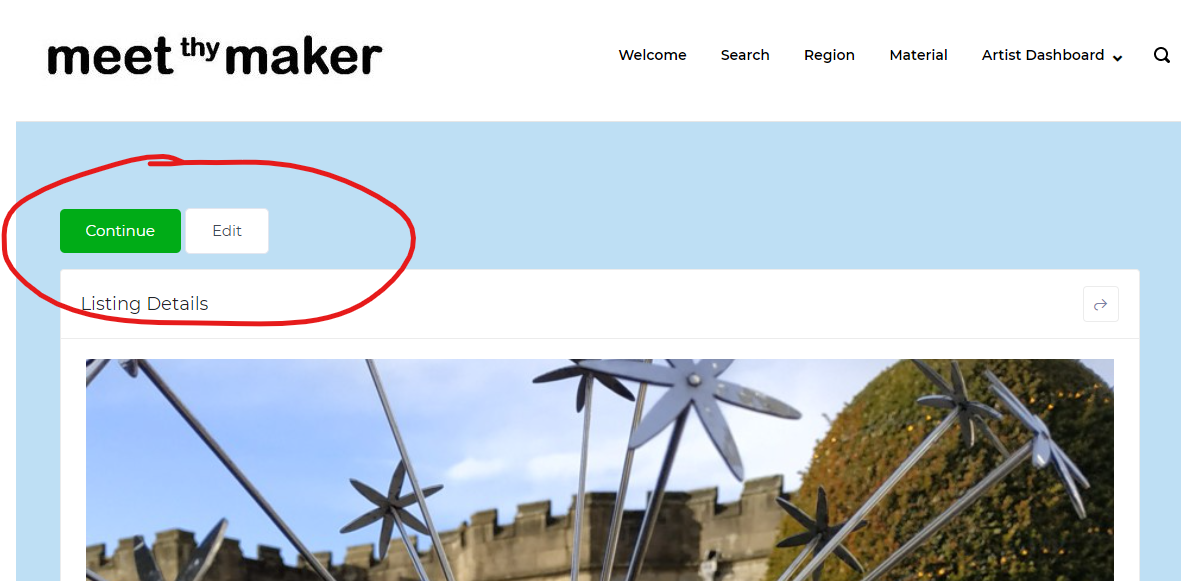 meet thy maker
Welcome Search Region Material Artist Dashboard
Continue Edit
Listing Details